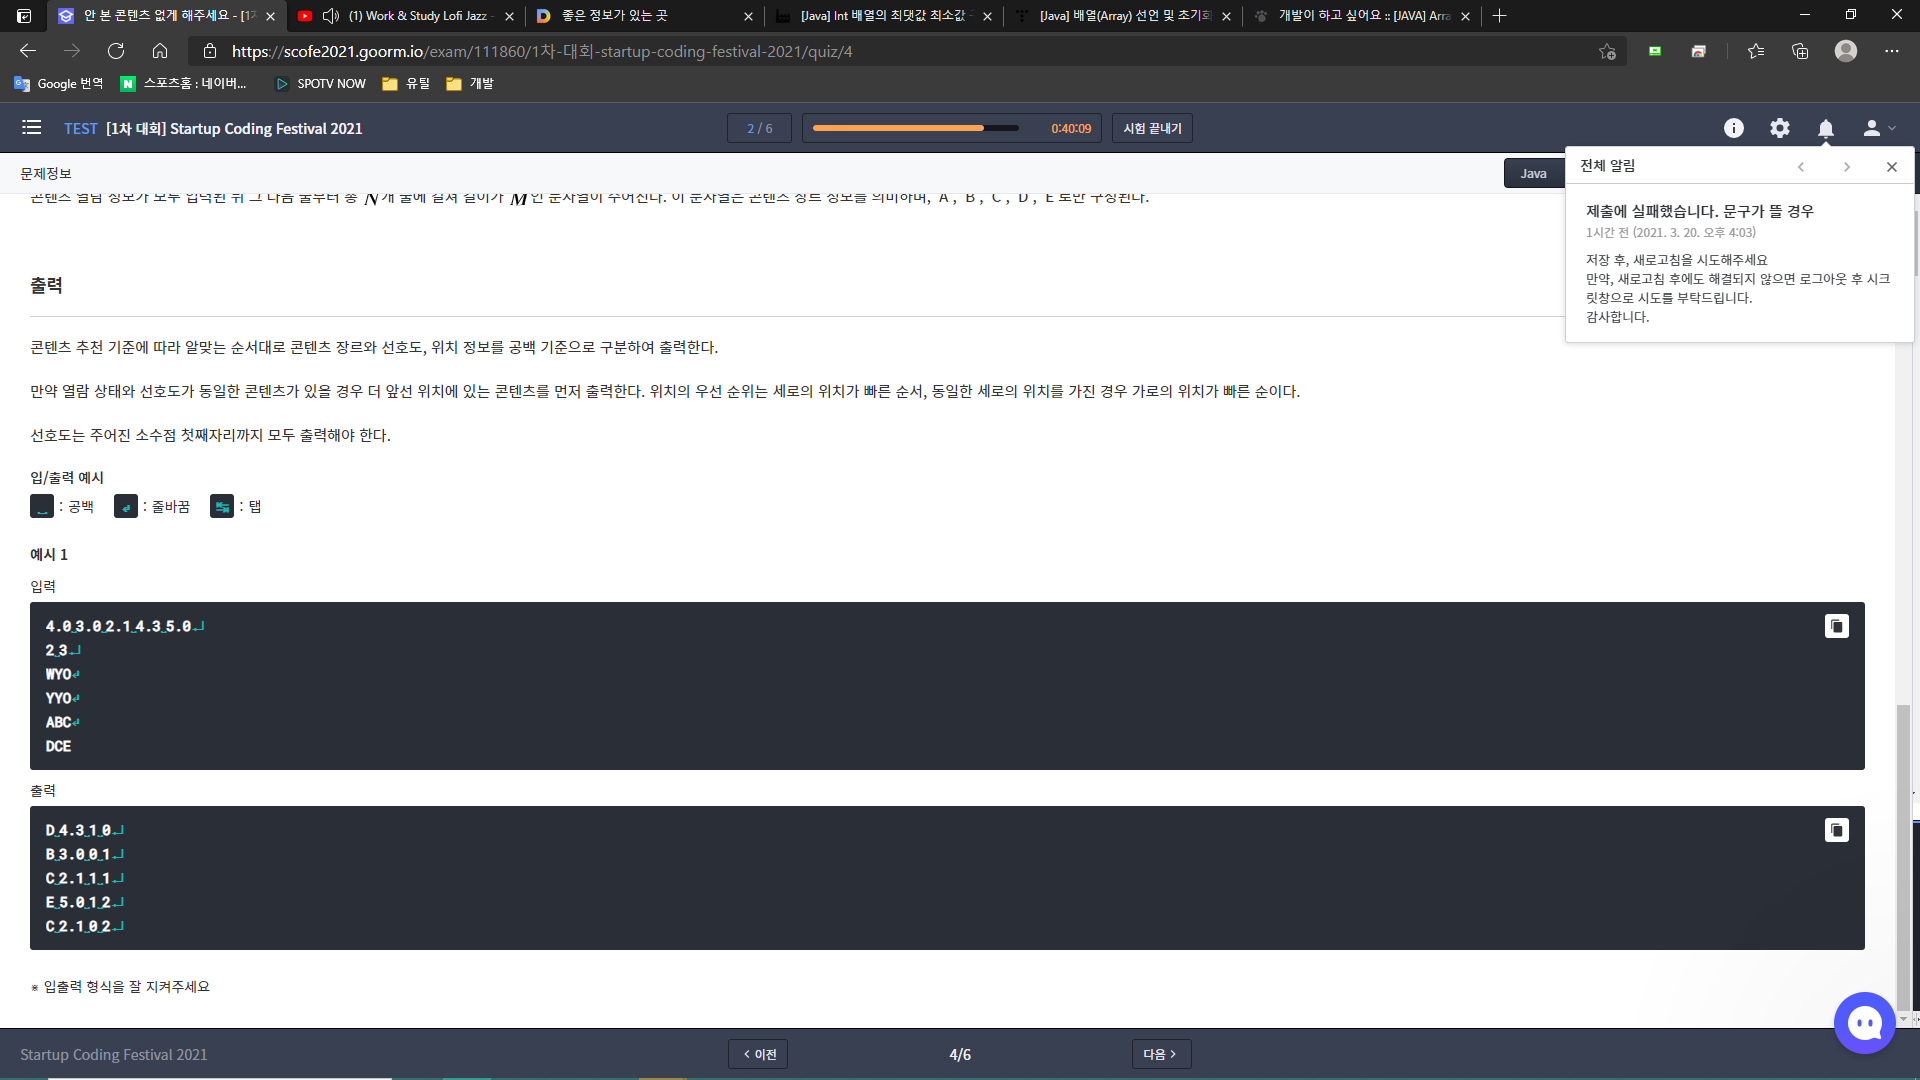 안 본 콘텐츠 없게 해주세요 - [1
(1) Work & Study Lofi Jazz -
좋은 정보가 있는 곳
[Java] Int 배열의 최댓값 최소값
[Java] 배열(Array) 선언 및 초기화
개발이 하고 싶어요 :: [JAVA] Arra
https://scofe2021.goorm.io/exam/111860/1차-대회-startup-coding-festival-2021/quiz/4
Google 번역
스포츠홈 : 네이버...
SPOTV NOW
유틸
개발
TEST [1차 대회] Startup Coding Festival 2021
2 / 6
0:40:09
시험 끝내기
문제정보
Java
전체 알림
제출에 실패했습니다. 문구가 뜰 경우
1시간 전 (2021. 3. 20. 오후 4:03)
저장 후, 새로고침을 시도해주세요
만약, 새로고침 후에도 해결되지 않으면 로그아웃 후 시크
릿창으로 시도를 부탁드립니다.
감사합니다.
콘텐츠 열람 정보가 모두 입력된 뒤 그 다음 줄부터 총 N개 줄에 걸쳐 길이가 M인 문자열이 주어진다. 이 문자열은 콘텐츠 장르 정보를 의미하며, A , B , C , D , E 로만 구성된다.
출력
콘텐츠 추천 기준에 따라 알맞는 순서대로 콘텐츠 장르와 선호도, 위치 정보를 공백 기준으로 구분하여 출력한다.
만약 열람 상태와 선호도가 동일한 콘텐츠가 있을 경우 더 앞선 위치에 있는 콘텐츠를 먼저 출력한다. 위치의 우선 순위는 세로의 위치가 빠른 순서, 동일한 세로의 위치를 가진 경우 가로의 위치가 빠른 순이다.
선호도는 주어진 소수점 첫째자리까지 모두 출력해야 한다.
입/출력 예시
: 공백 : 줄바꿈 : 탭
예시 1
입력
4.0 3.0 2.1 4.3 5.0
2 3
WYO
YYO
ABC
DCE
출력
D 4.3 1 0
B 3.0 0 1
C 2.1 1 1
E 5.0 1 2
C 2.1 0 2
※ 입출력 형식을 잘 지켜주세요
Startup Coding Festival 2021
이전
4/6
다음